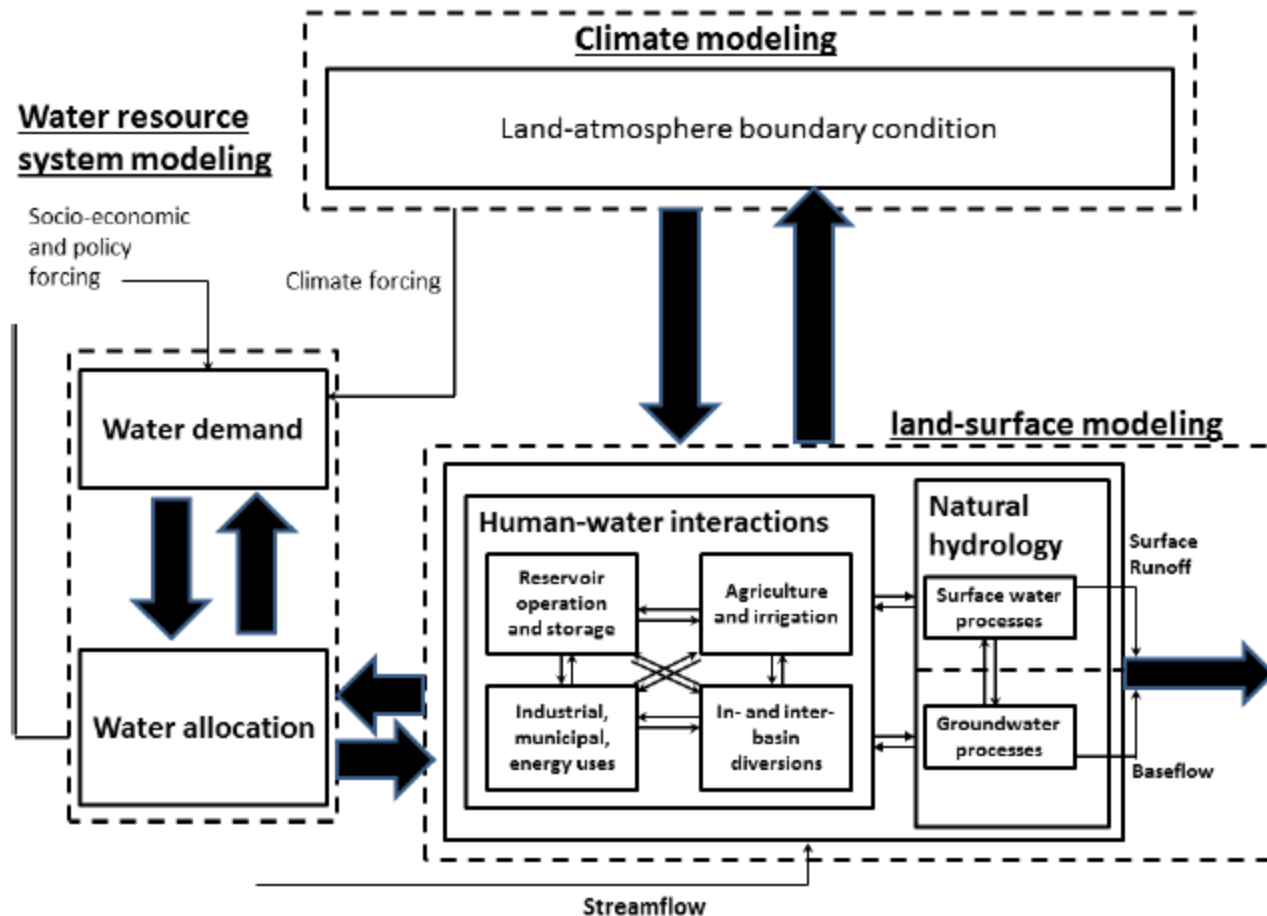 Climate modeling
Land-atmosphere boundary condition
Water resource
system modeling
Socio-economic
and policy
forcing
Climate forcing
Water demand
Water allocation
land-surface modeling
Human-water interactions
Reservoir
operation
and storage
Agriculture
and irrigation
Industrial,
municipal,
energy uses
In- and inter-
basin
diversions
Natural
hydrology
Surface water
processes
Groundwater
processes
Surface
Runoff
Baseflow
Streamflow